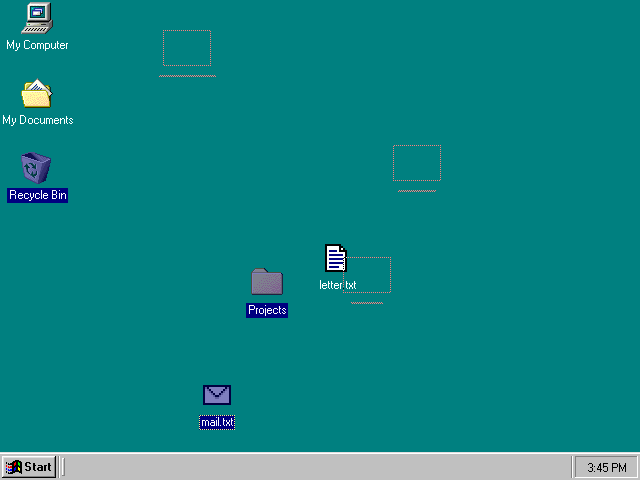 My Computer
My Documents
Recycle Bin
letter.txt
Projects
mail.txt
Start
3:45 PM